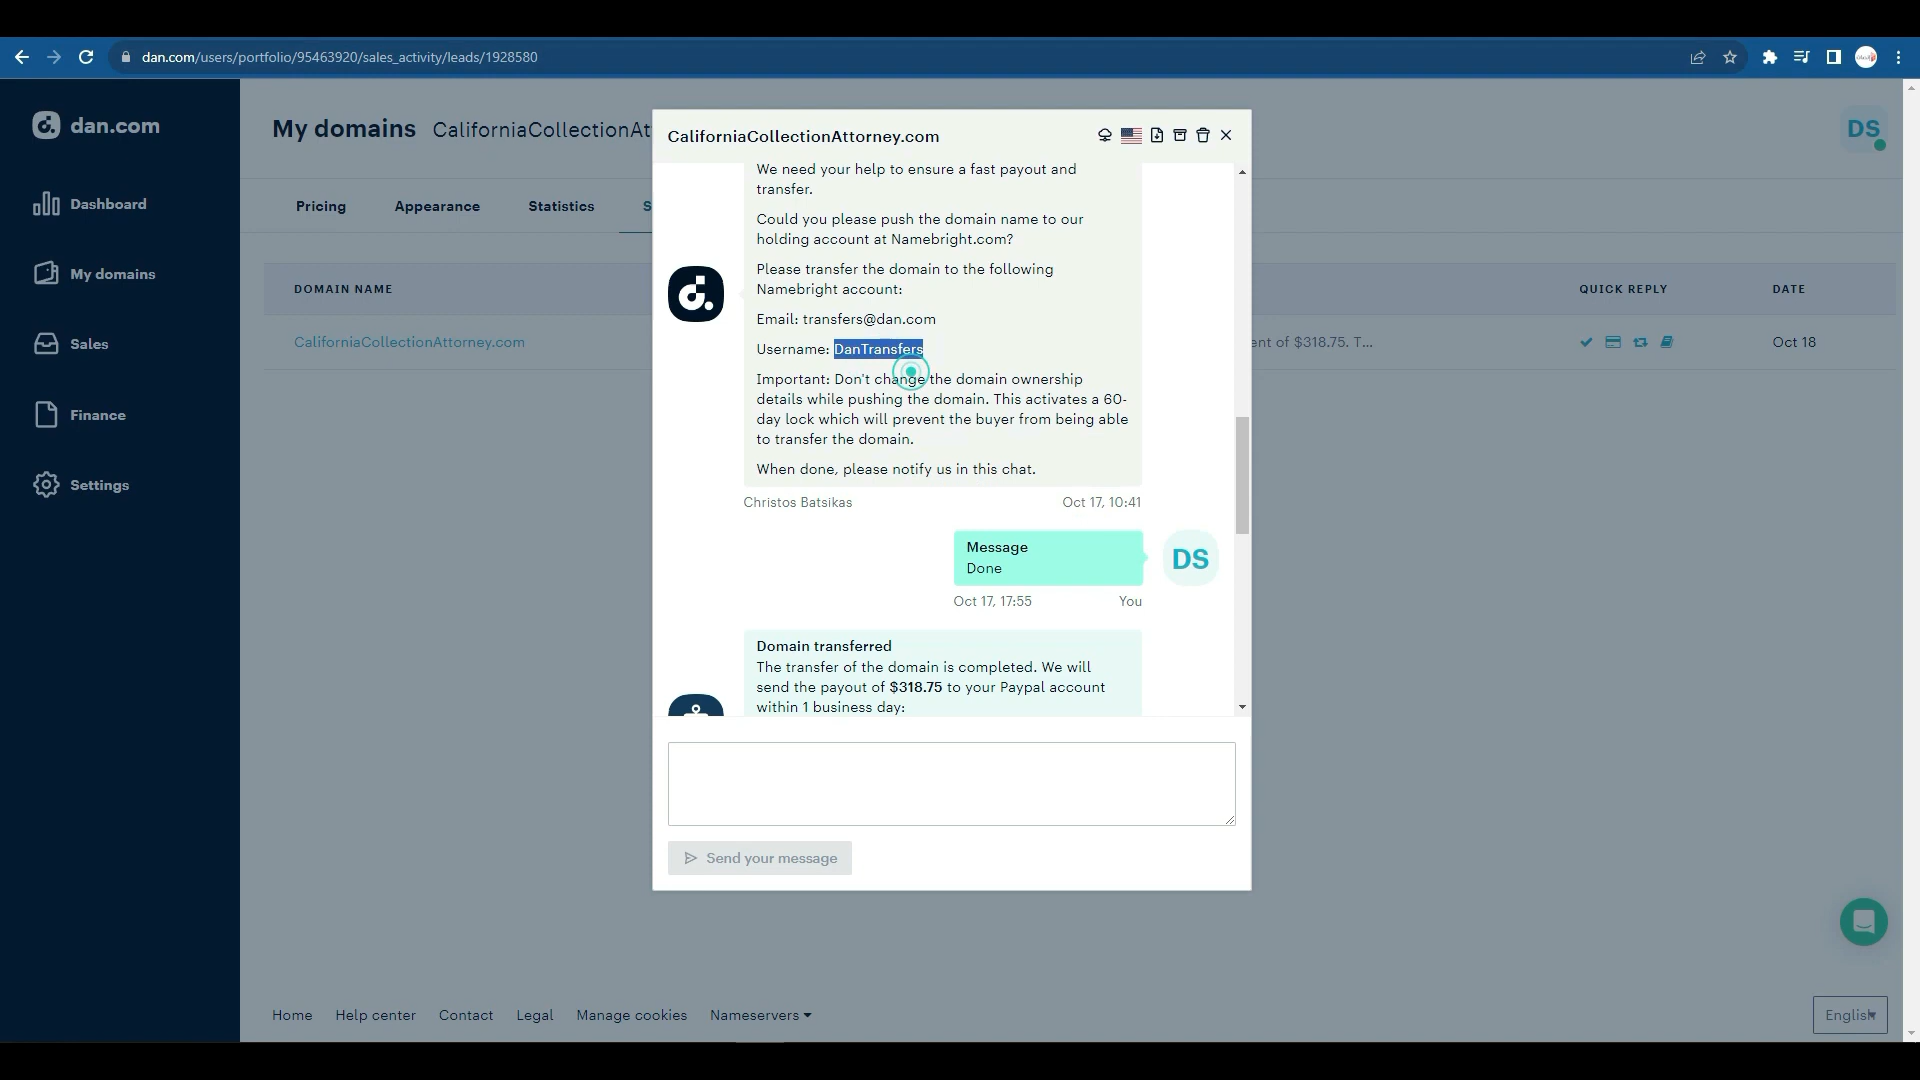 dan.com/users/portfolio/95463920/sales_activity/leads/1928580
dan.com
Dashboard
My domains
Sales
Finance
Settings
My domains CaliforniaCollectionAt
DS
Pricing
Appearance
Statistics
S
DOMAIN NAME
QUICK REPLY
DATE
CaliforniaCollectionAttorney.com
ent of $318.75. T...
Oct 18
CaliforniaCollectionAttorney.com
We need your help to ensure a fast payout and
transfer.
Could you please push the domain name to our
holding account at Namebright.com?
Please transfer the domain to the following
Namebright account:
Email: transfers@dan.com
Username: DanTransfers
Important: Don't change the domain ownership
details while pushing the domain. This activates a 60-
day lock which will prevent the buyer from being able
to transfer the domain.
When done, please notify us in this chat.
Christos Batsikas
Oct 17, 10:41
Message
Done
DS
Oct 17, 17:55
You
Domain transferred
The transfer of the domain is completed. We will
send the payout of $318.75 to your Paypal account
within 1 business day:
Send your message
Home
Help center
Contact
Legal
Manage cookies
Nameservers
English